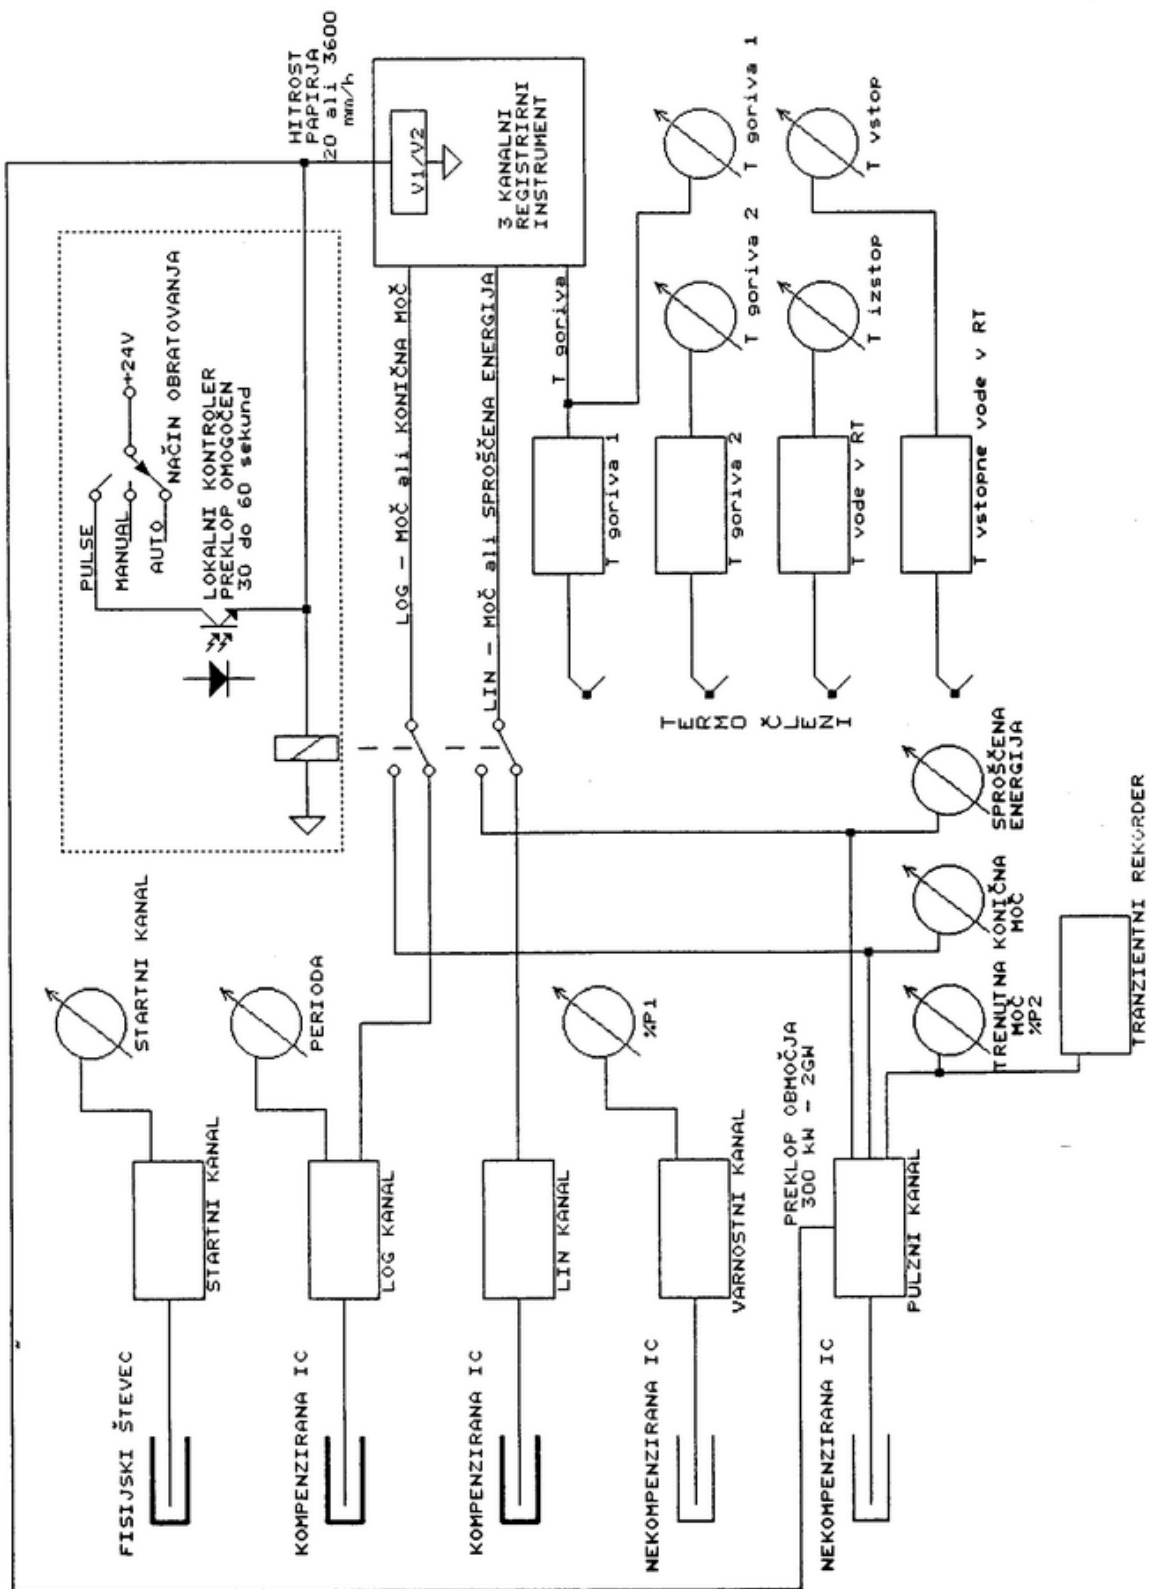 FISIJSKI ŠTEVEC
STARTNI KANAL
STARTNI KANAL
KOMPENZIRANA IC
LOG KANAL
PERIODA
KOMPENZIRANA IC
LIN KANAL
NEKOMPENZIRANA IC
VARNOSTNI KANAL
%P1
NEKOMPENZIRANA IC
PULZNI KANAL
PREKLOP OBMOČJA
300 KW - 2GW
TRENUTNA
MOČ
%P2
KONIČNA
MOČ
SPROŠČENA
ENERGIJA
TRANZIENTNI REKORDER
PULSE
MANUAL
AUTO
+24V
NAČIN OBRATOVANJA
LOKALNI KONTROLER
PREKLOP OMOGOČEN
30 do 60 sekund
HITROST
PAPIRJA
20 ali 3600
mm/h
V1/V2
3 KANALNI
REGISTRIRNI
INSTRUMENT
LOG - MOČ ali KONIČNA MOČ
LIN - MOČ ali SPROŠČENA ENERGIJA
T goriva
TERMO ČLENI
T goriva 1
T goriva 1
T goriva 2
T goriva 2
T vode v RT
T izstop
T vstopne vode v RT
T vstop